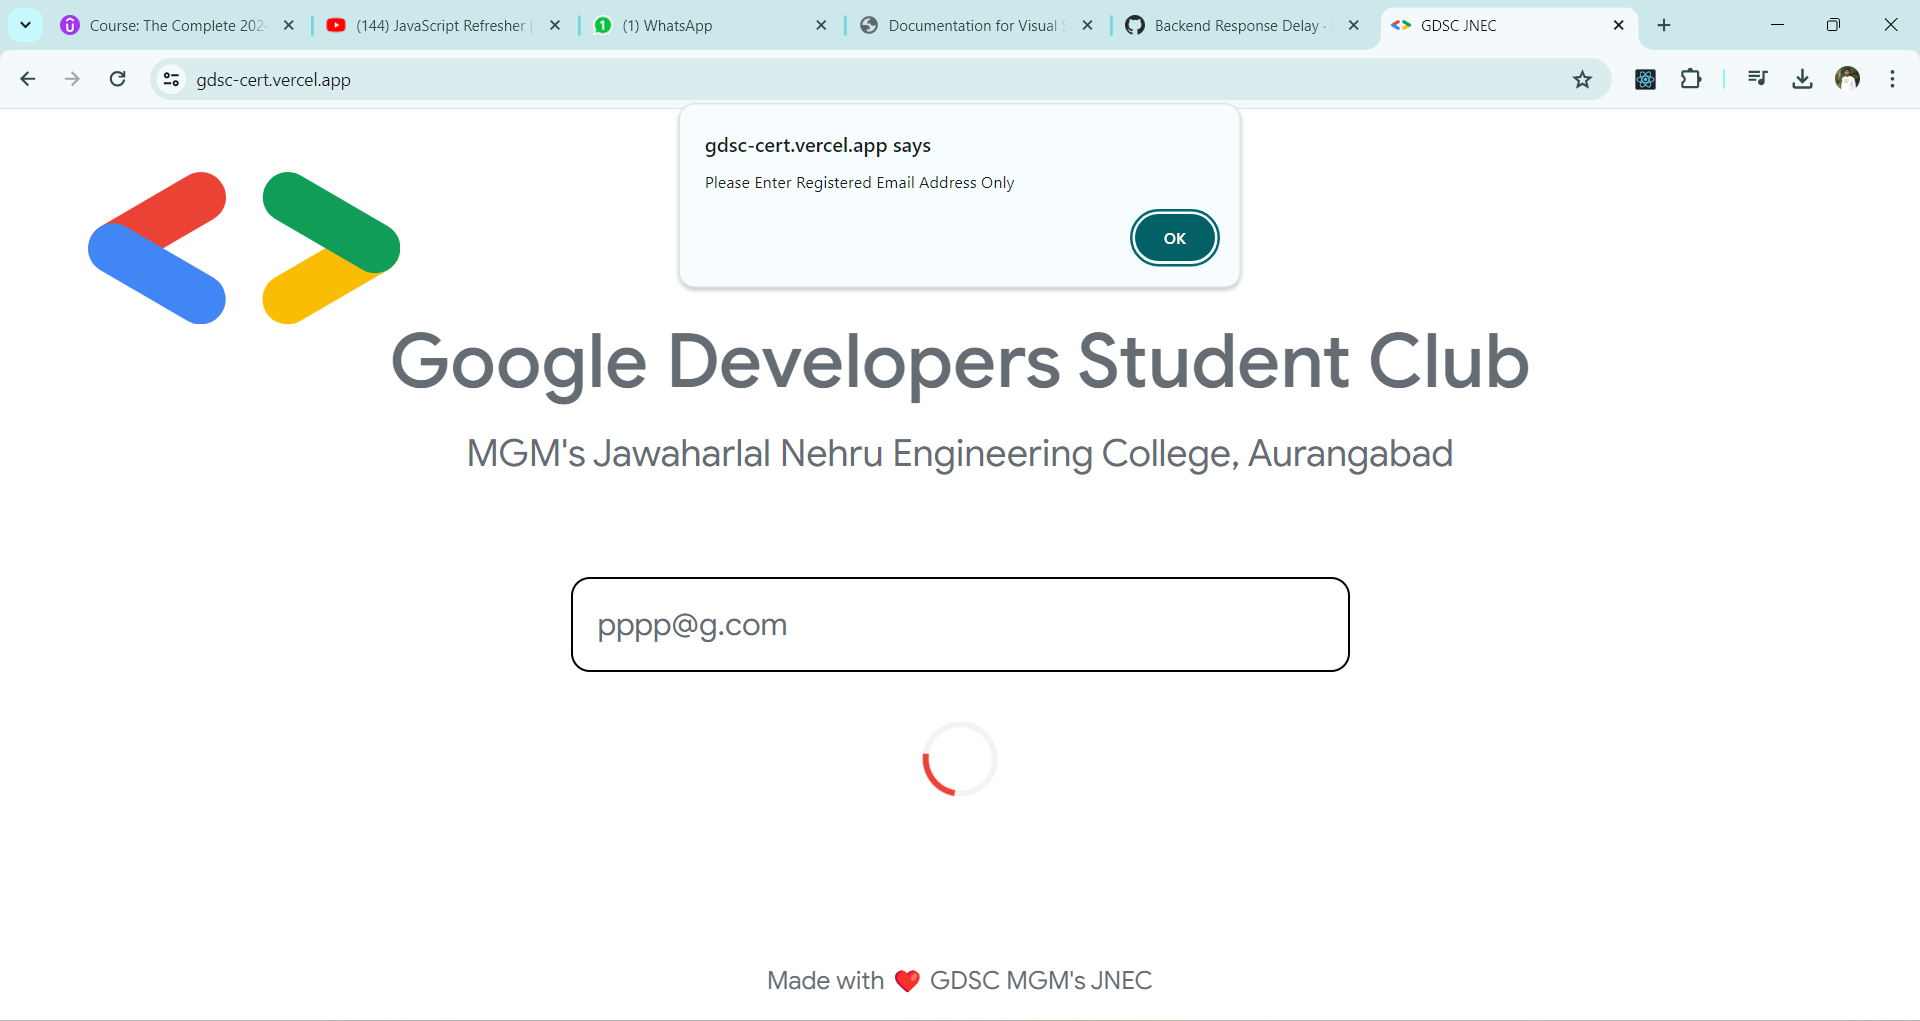 Course: The Complete 202
(144) JavaScript Refresher |
(1) WhatsApp
Documentation for Visual S
Backend Response Delay ·
GDSC JNEC
gdsc-cert.vercel.app
gdsc-cert.vercel.app says
Please Enter Registered Email Address Only
OK
Google Developers Student Club
MGM's Jawaharlal Nehru Engineering College, Aurangabad
pppp@g.com
Made with ❤️ GDSC MGM's JNEC